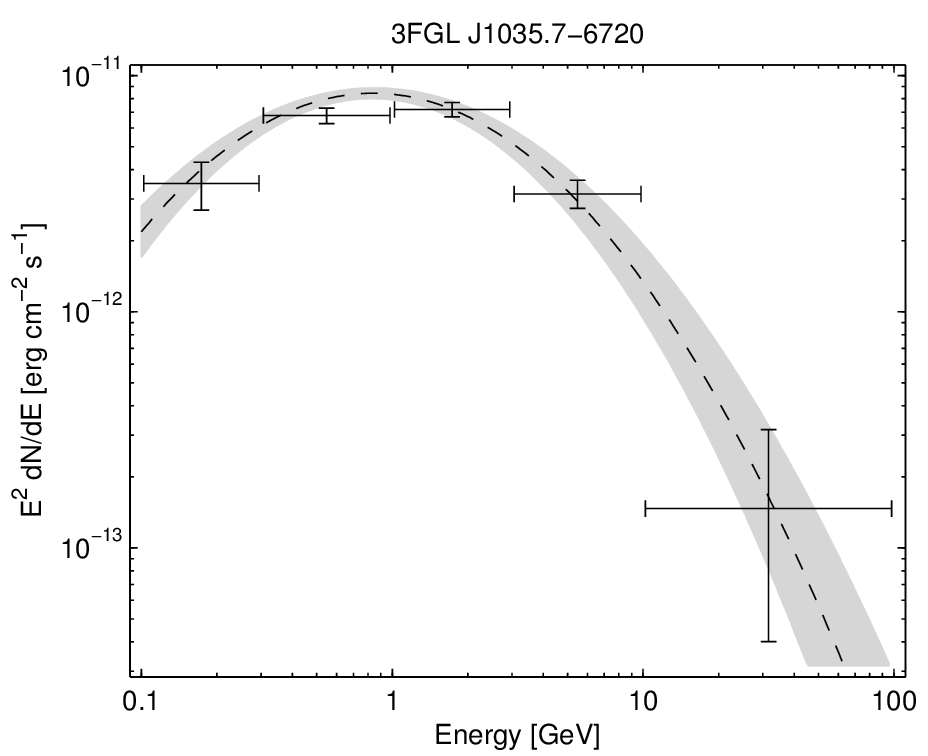 3FGL J1035.7−6720
10⁻¹¹
10⁻¹²
10⁻¹³
E² dN/dE [erg cm⁻² s⁻¹]
0.1 1 10 100
Energy [GeV]